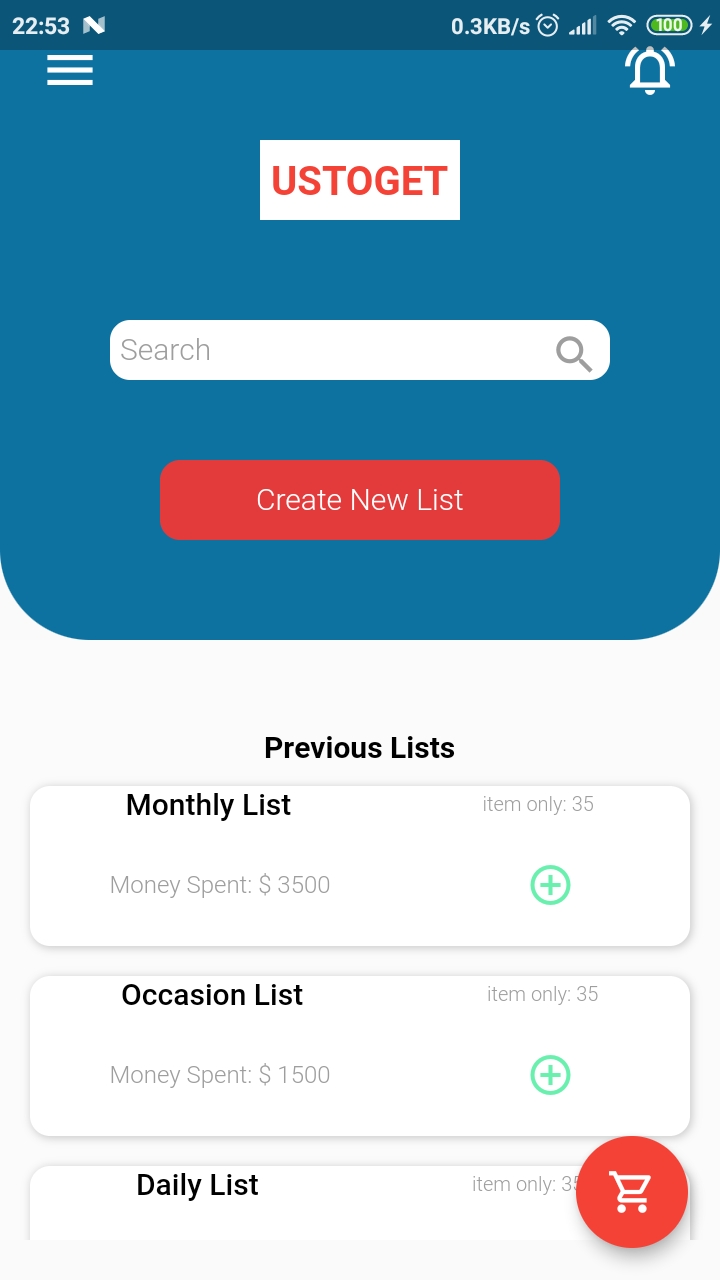 22:53
0.3KB/s
100
USTOGET
Search
Create New List
Previous Lists
Monthly List
item only: 35
Money Spent: $ 3500
Occasion List
item only: 35
Money Spent: $ 1500
Daily List
item only: 35